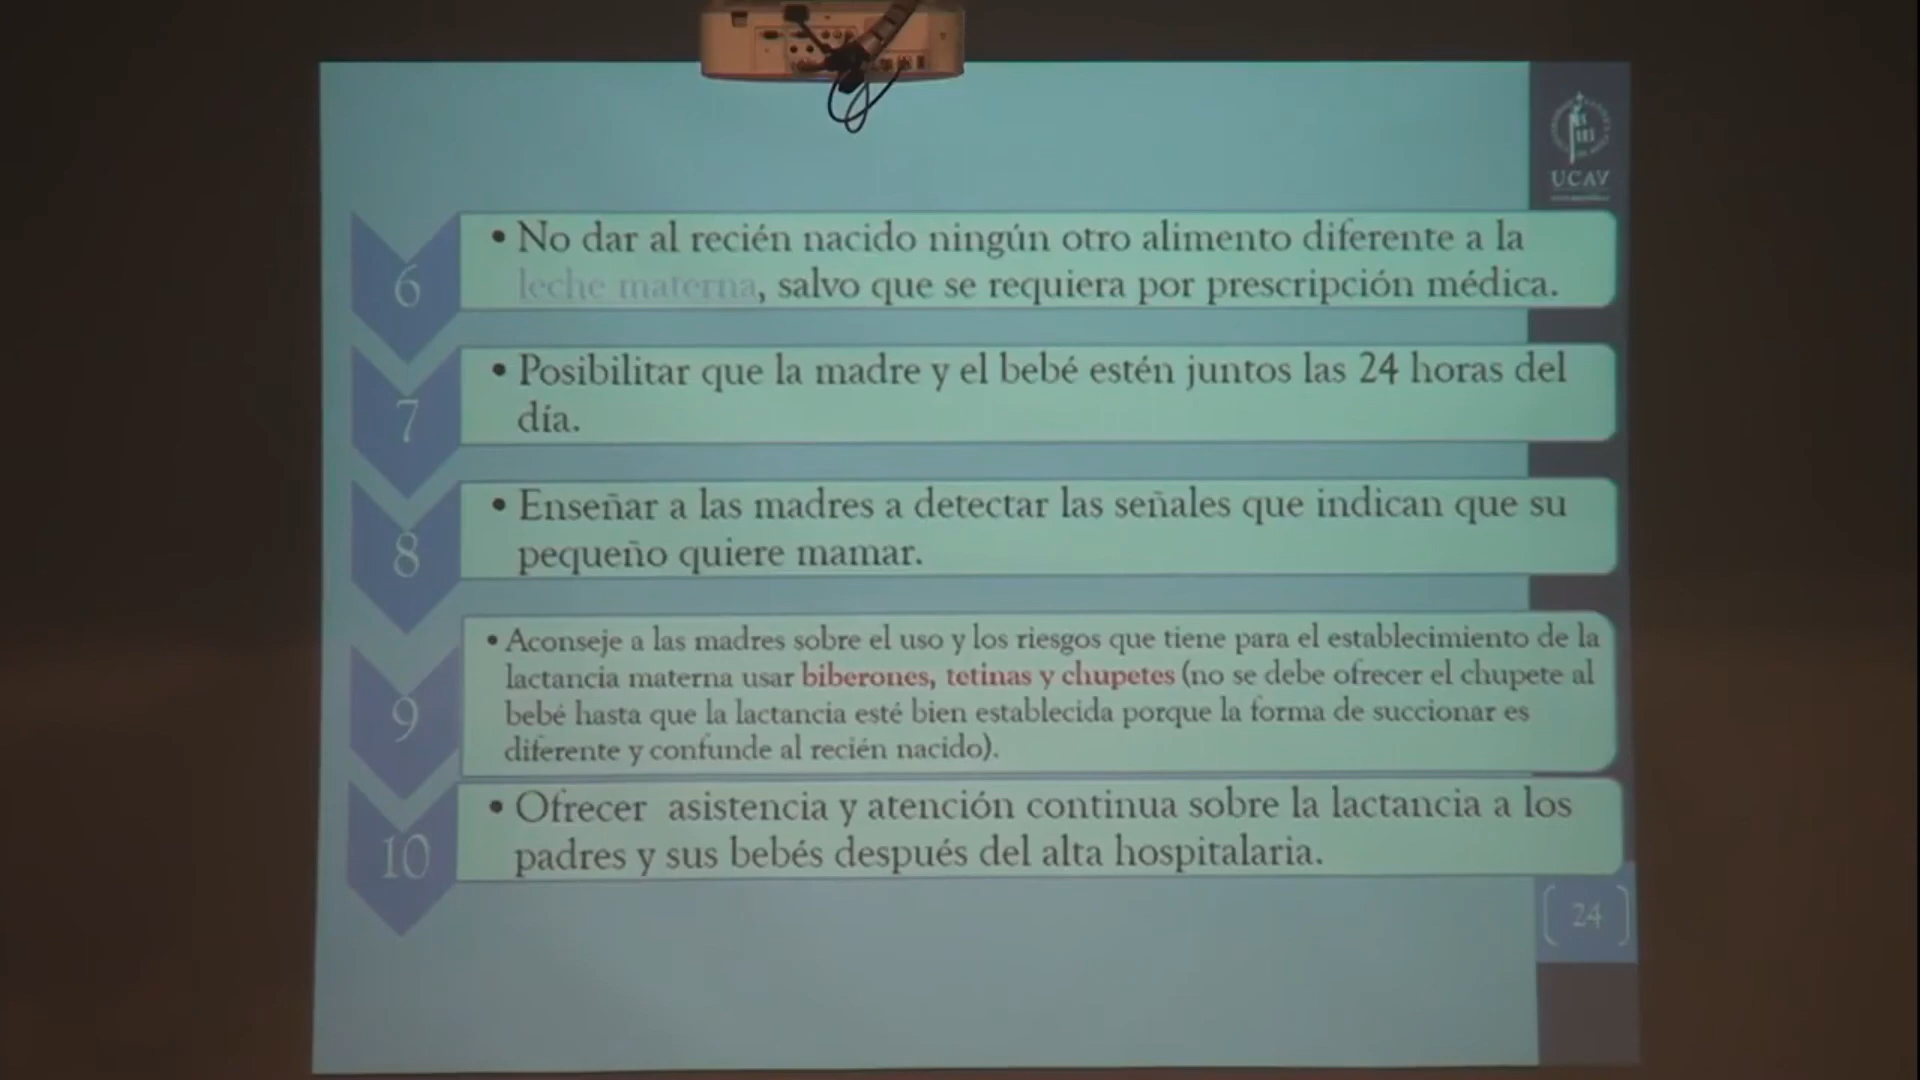 UCAV
6
• No dar al recién nacido ningún otro alimento diferente a la
leche materna, salvo que se requiera por prescripción médica.
7
• Posibilitar que la madre y el bebé estén juntos las 24 horas del
día.
8
• Enseñar a las madres a detectar las señales que indican que su
pequeño quiere mamar.
9
• Aconseje a las madres sobre el uso y los riesgos que tiene para el establecimiento de la
lactancia materna usar biberones, tetinas y chupetes (no se debe ofrecer el chupete al
bebé hasta que la lactancia esté bien establecida porque la forma de succionar es
diferente y confunde al recién nacido).
10
• Ofrecer asistencia y atención continua sobre la lactancia a los
padres y sus bebés después del alta hospitalaria.
24